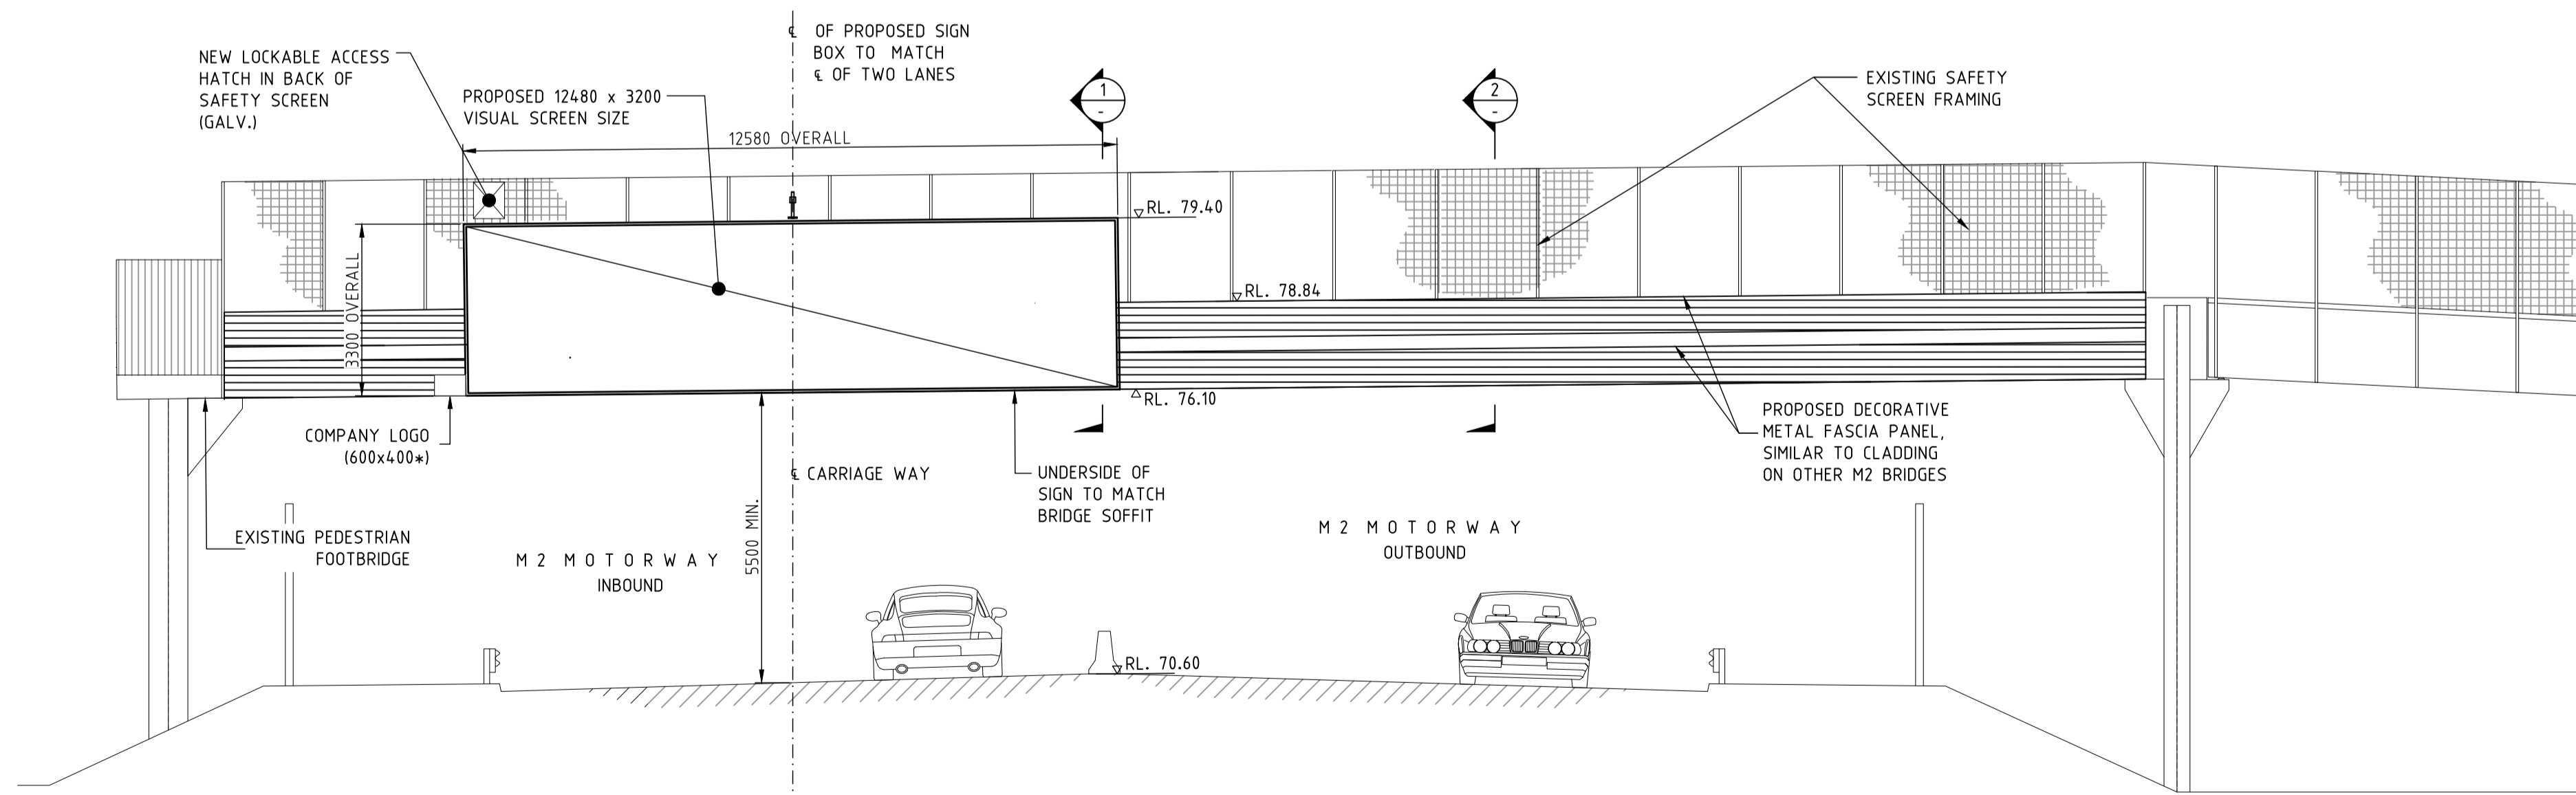 ℄ OF PROPOSED SIGN
BOX TO MATCH
℄ OF TWO LANES
NEW LOCKABLE ACCESS
HATCH IN BACK OF
SAFETY SCREEN
(GALV.)
PROPOSED 12480 x 3200
VISUAL SCREEN SIZE
12580 OVERALL
1
-
2
-
EXISTING SAFETY
SCREEN FRAMING
RL. 79.40
RL. 78.84
3300 OVERALL
RL. 76.10
COMPANY LOGO
(600x400*)
PROPOSED DECORATIVE
METAL FASCIA PANEL,
SIMILAR TO CLADDING
ON OTHER M2 BRIDGES
℄ CARRIAGE WAY
UNDERSIDE OF
SIGN TO MATCH
BRIDGE SOFFIT
5500 MIN.
EXISTING PEDESTRIAN
FOOTBRIDGE
M2 MOTORWAY
INBOUND
M2 MOTORWAY
OUTBOUND
RL. 70.60